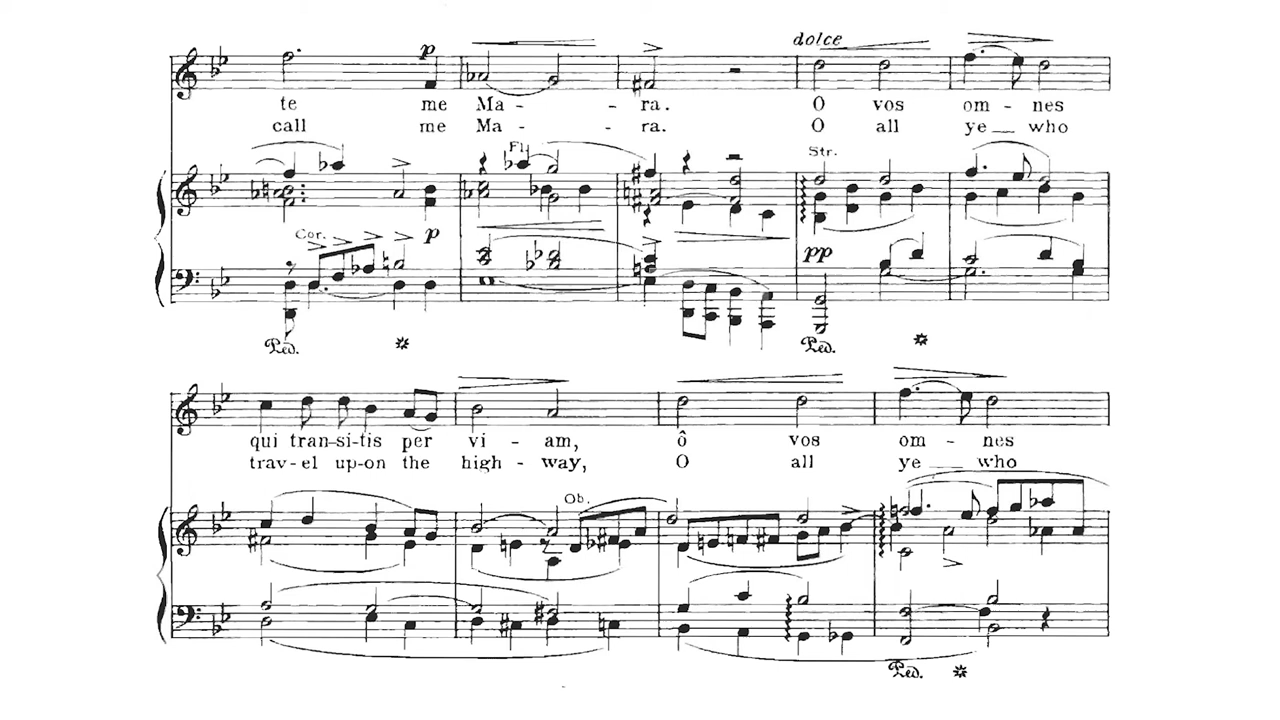 p
dolce
te me Ma - - ra. O vos om - nes
call me Ma - - ra. O all ye who
Fl.
Str.
Cor.
p
pp
Ped.
Ped.
qui tran-si-tis per vi - am, ô vos om - nes
trav-el up-on the high - way, O all ye who
Ob.
Ped.